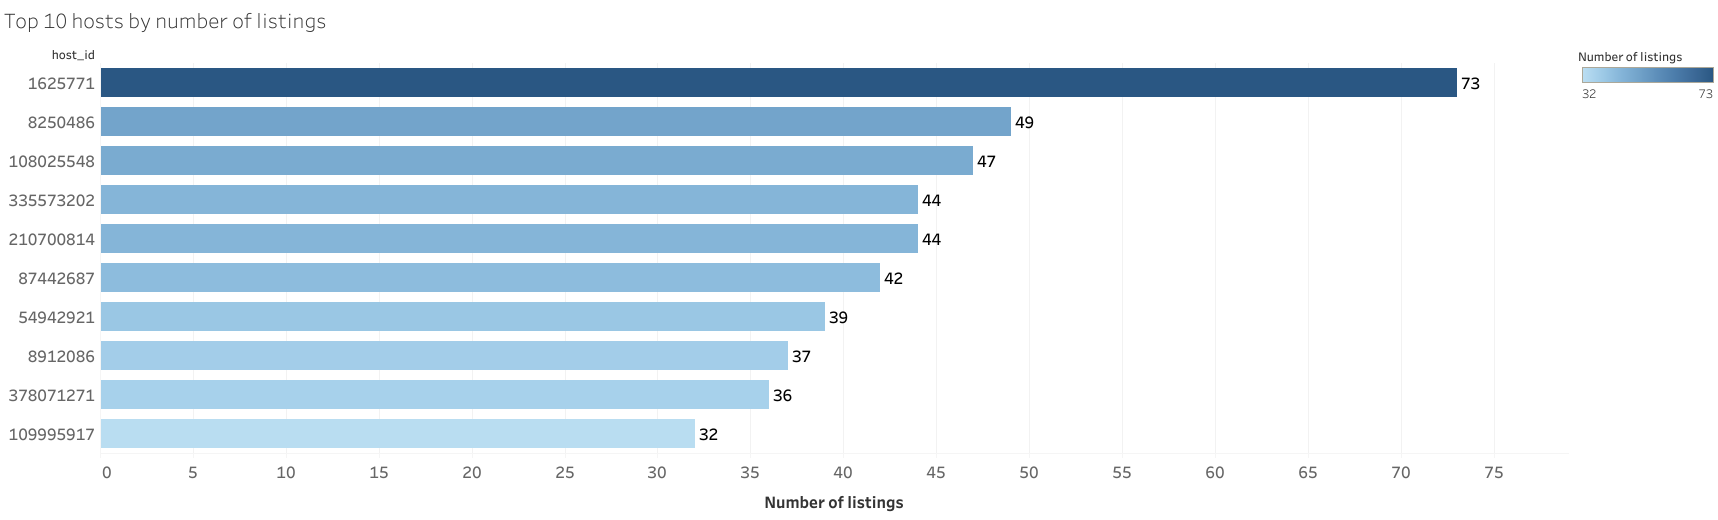 Top 10 hosts by number of listings
host_id
Number of listings
32 73
1625771 73
8250486 49
108025548 47
335573202 44
210700814 44
87442687 42
54942921 39
8912086 37
378071271 36
109995917 32
0 5 10 15 20 25 30 35 40 45 50 55 60 65 70 75
Number of listings